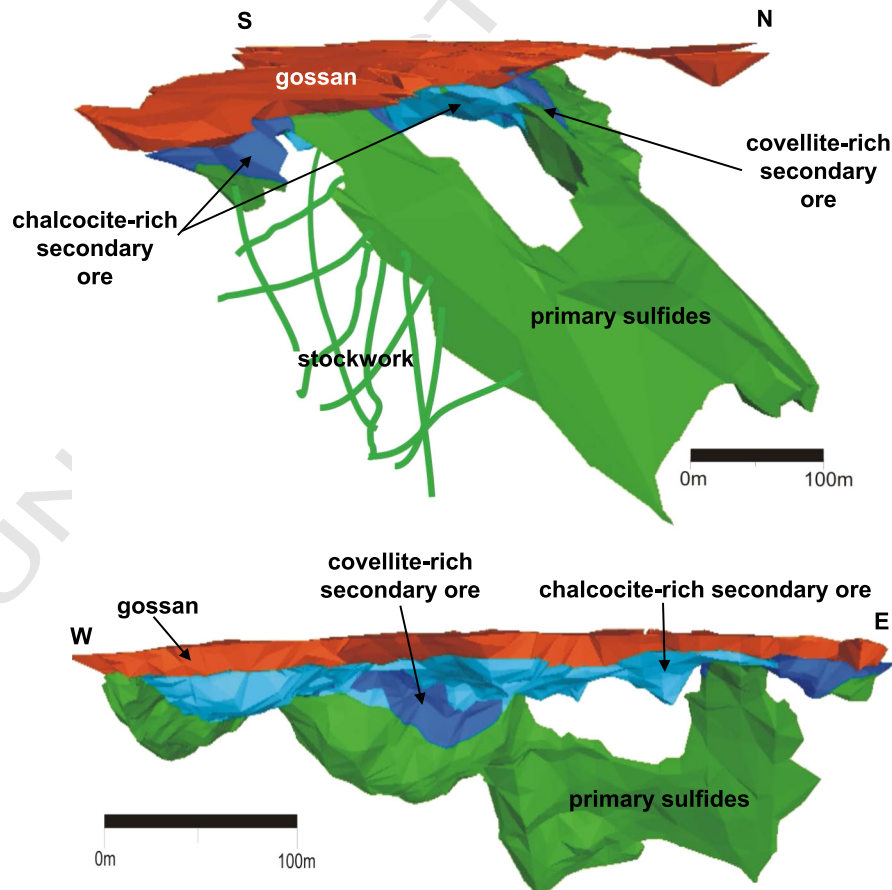 S
N
gossan
covellite-rich
secondary
ore
chalcocite-rich
secondary
ore
primary sulfides
stockwork
0m
100m
covellite-rich
secondary ore
chalcocite-rich secondary ore
gossan
W
E
primary sulfides
0m
100m